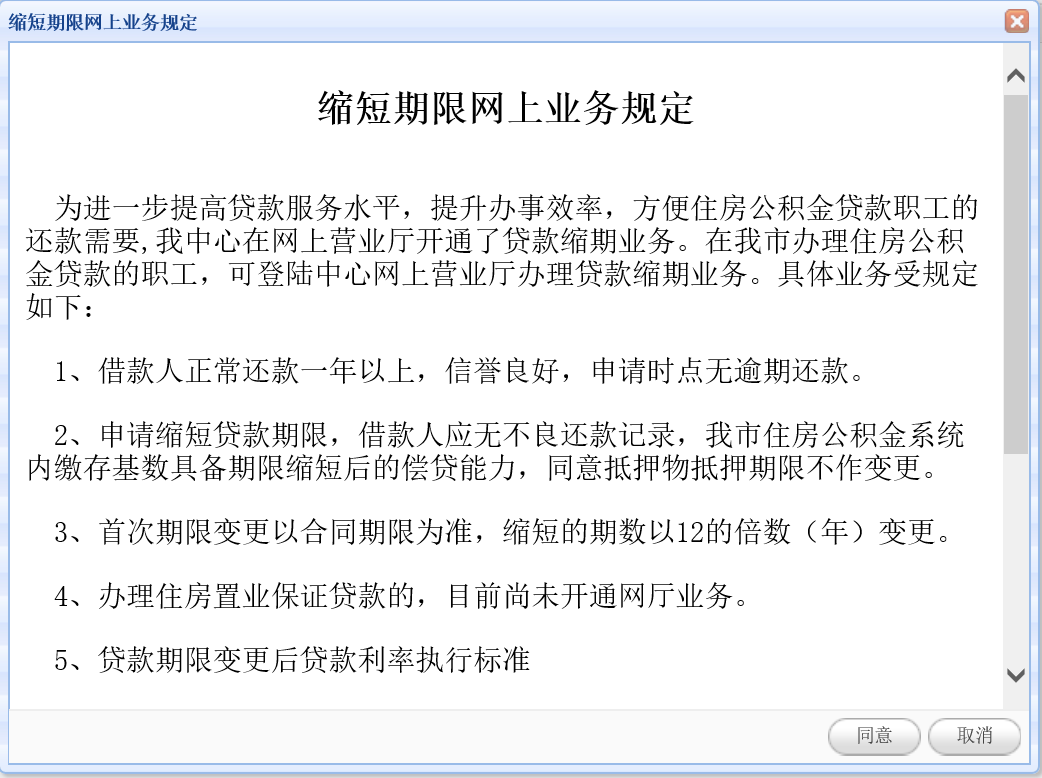 缩短期限网上业务规定
缩短期限网上业务规定
为进一步提高贷款服务水平，提升办事效率，方便住房公积金贷款职工的
还款需要,我中心在网上营业厅开通了贷款缩期业务。在我市办理住房公积
金贷款的职工，可登陆中心网上营业厅办理贷款缩期业务。具体业务受规定
如下：
1、借款人正常还款一年以上，信誉良好，申请时点无逾期还款。
2、申请缩短贷款期限，借款人应无不良还款记录，我市住房公积金系统
内缴存基数具备期限缩短后的偿贷能力，同意抵押物抵押期限不作变更。
3、首次期限变更以合同期限为准，缩短的期数以12的倍数（年）变更。
4、办理住房置业保证贷款的，目前尚未开通网厅业务。
5、贷款期限变更后贷款利率执行标准
同意
取消